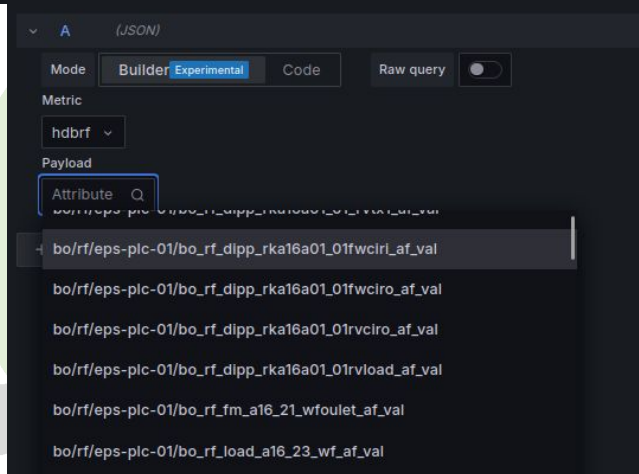 A (JSON)
Mode Builder Experimental Code Raw query
Metric
hdbrf
Payload
Attribute
bo/rf/eps-plc-01/bo_rf_dipp_rka16a01_01fwciri_af_val
bo/rf/eps-plc-01/bo_rf_dipp_rka16a01_01fwciro_af_val
bo/rf/eps-plc-01/bo_rf_dipp_rka16a01_01rvciro_af_val
bo/rf/eps-plc-01/bo_rf_dipp_rka16a01_01rvload_af_val
bo/rf/eps-plc-01/bo_rf_fm_a16_21_wfoulet_af_val
bo/rf/eps-plc-01/bo_rf_load_a16_23_wf_af_val